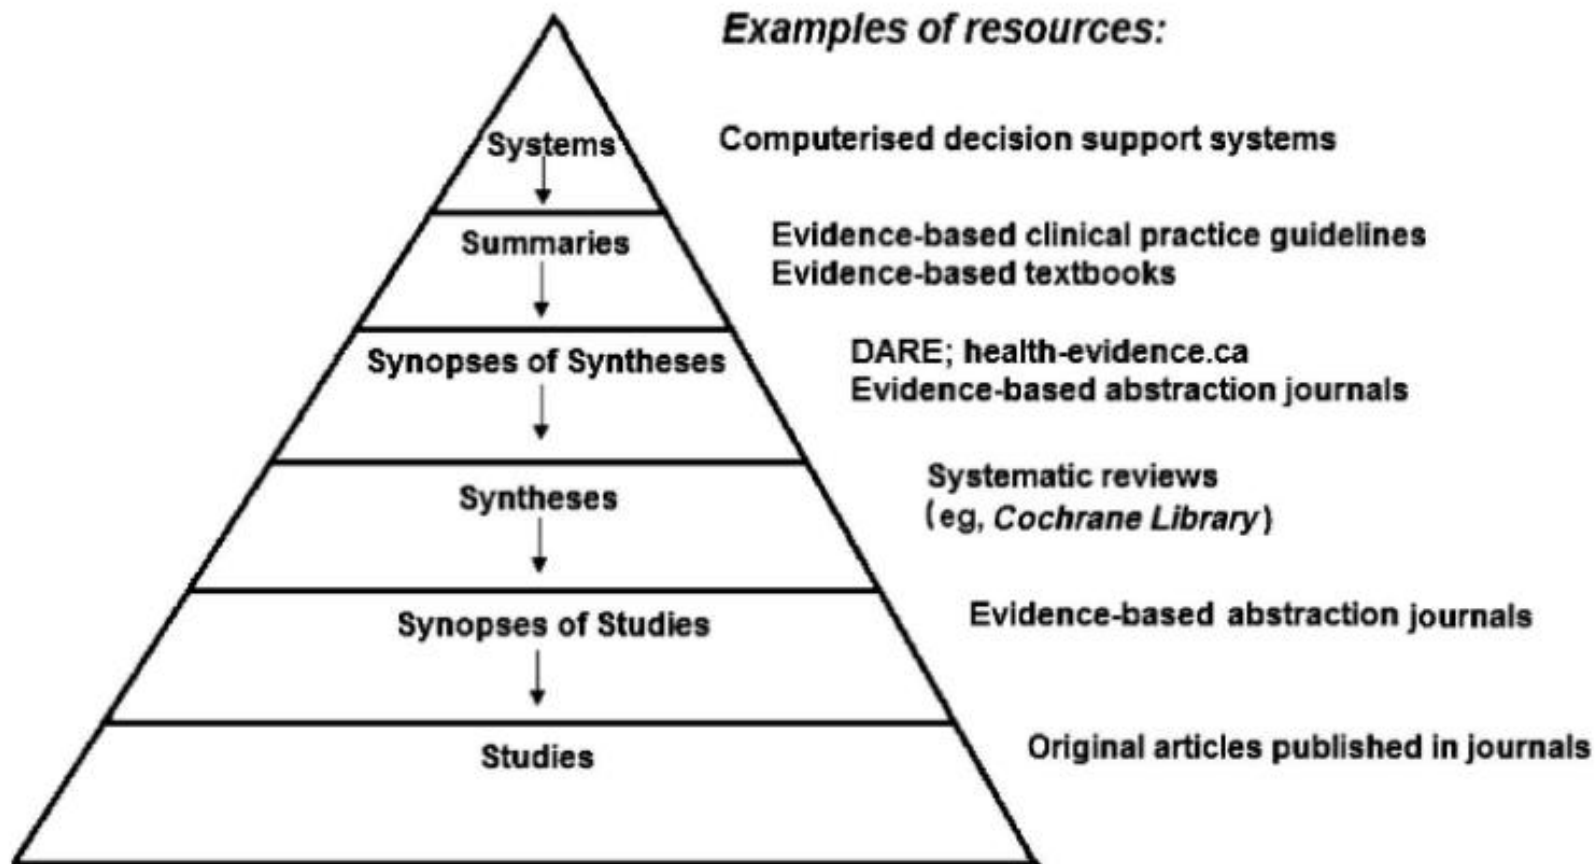 Examples of resources:
Systems
Computerised decision support systems
Summaries
Evidence-based clinical practice guidelines
Evidence-based textbooks
Synopses of Syntheses
DARE; health-evidence.ca
Evidence-based abstraction journals
Syntheses
Systematic reviews
(eg, Cochrane Library)
Synopses of Studies
Evidence-based abstraction journals
Studies
Original articles published in journals